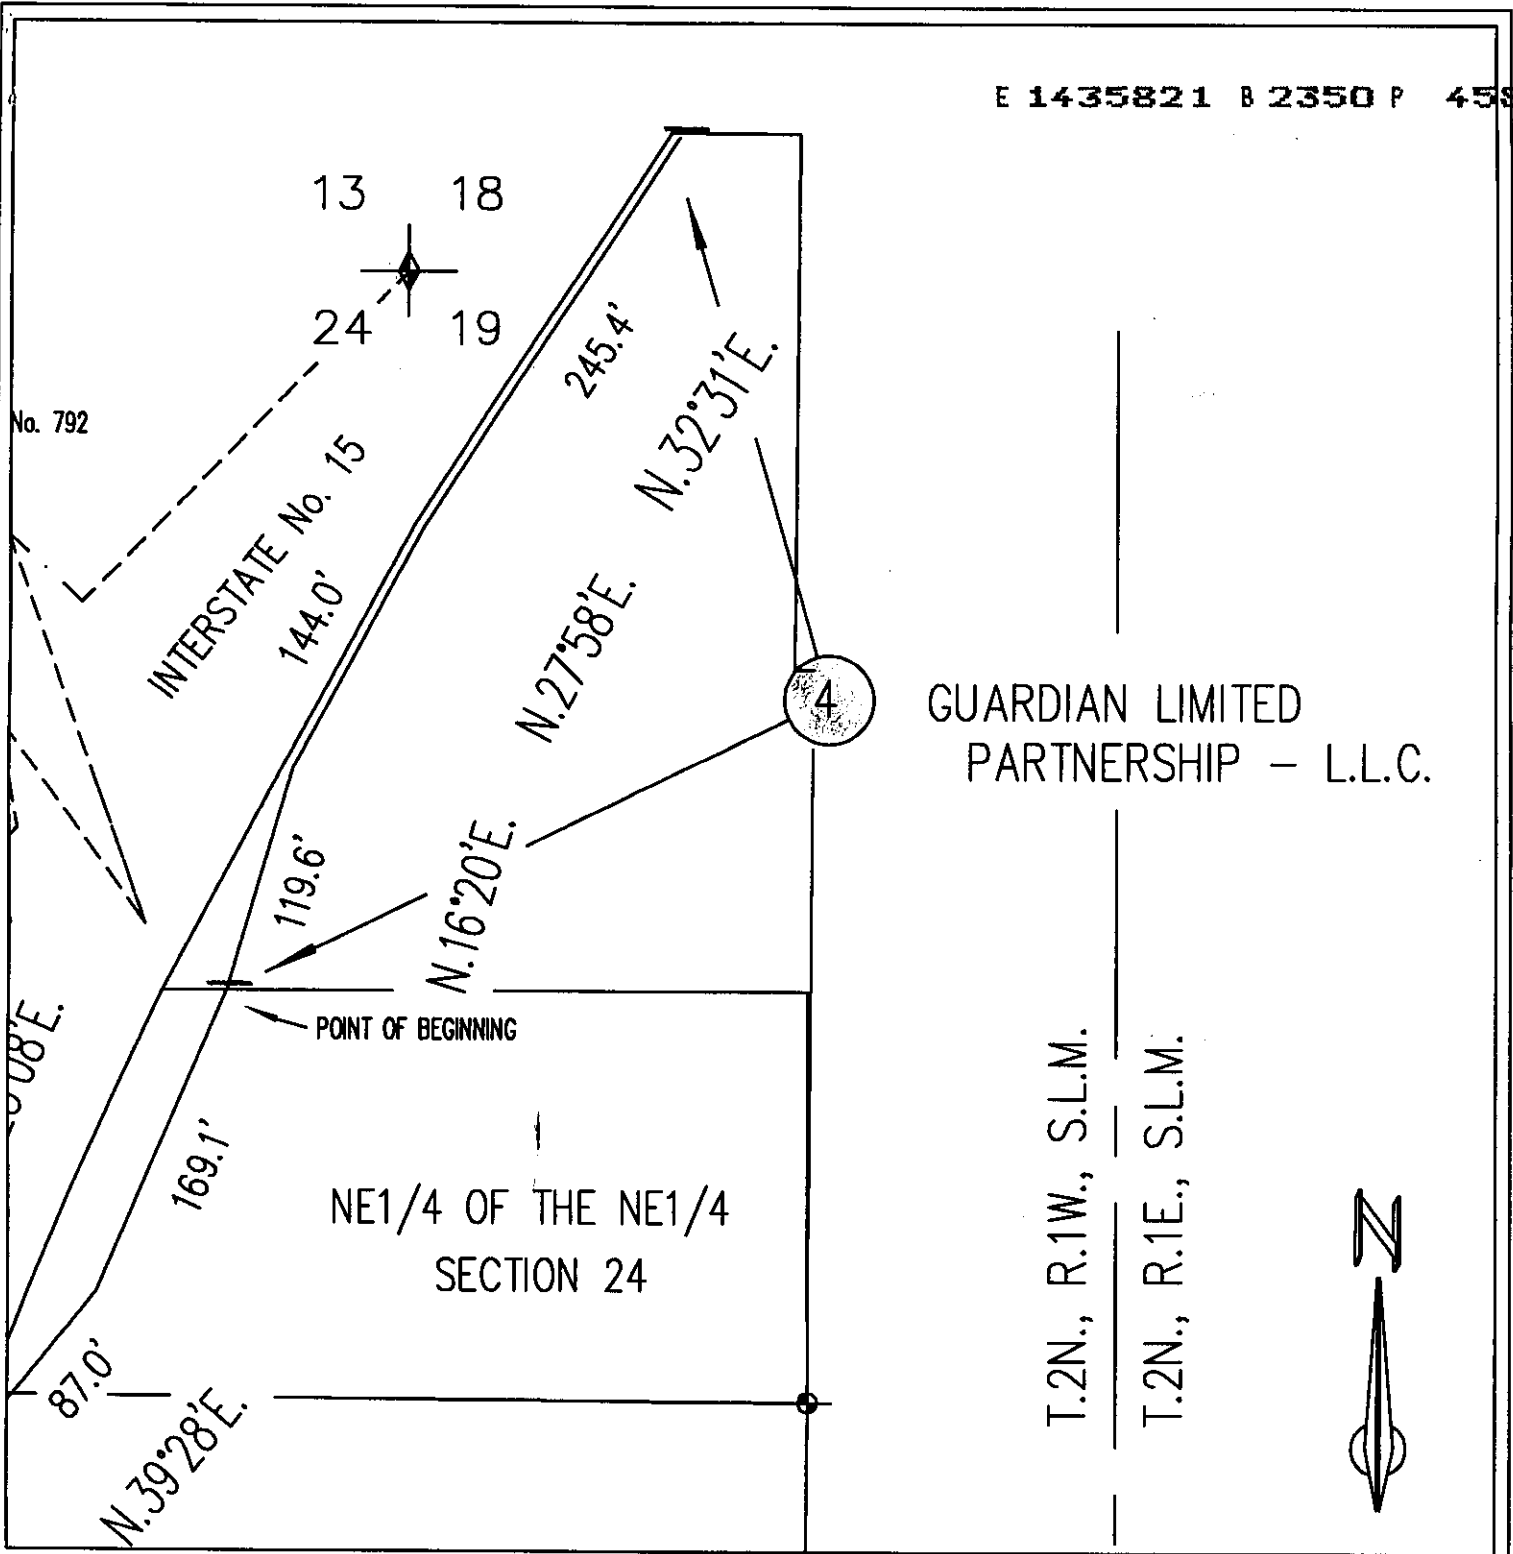 E 1435821 B 2350 P 458
13 18
24 19
No. 792
INTERSTATE No. 15
245.4'
N.32°31'E.
144.0'
N.27°58'E.
4
GUARDIAN LIMITED
PARTNERSHIP – L.L.C.
119.6'
N.16°20'E.
POINT OF BEGINNING
08'E.
169.1'
NE1/4 OF THE NE1/4
SECTION 24
87.0'
N.39°28'E.
T.2N., R.1W., S.L.M.
T.2N., R.1E., S.L.M.
N